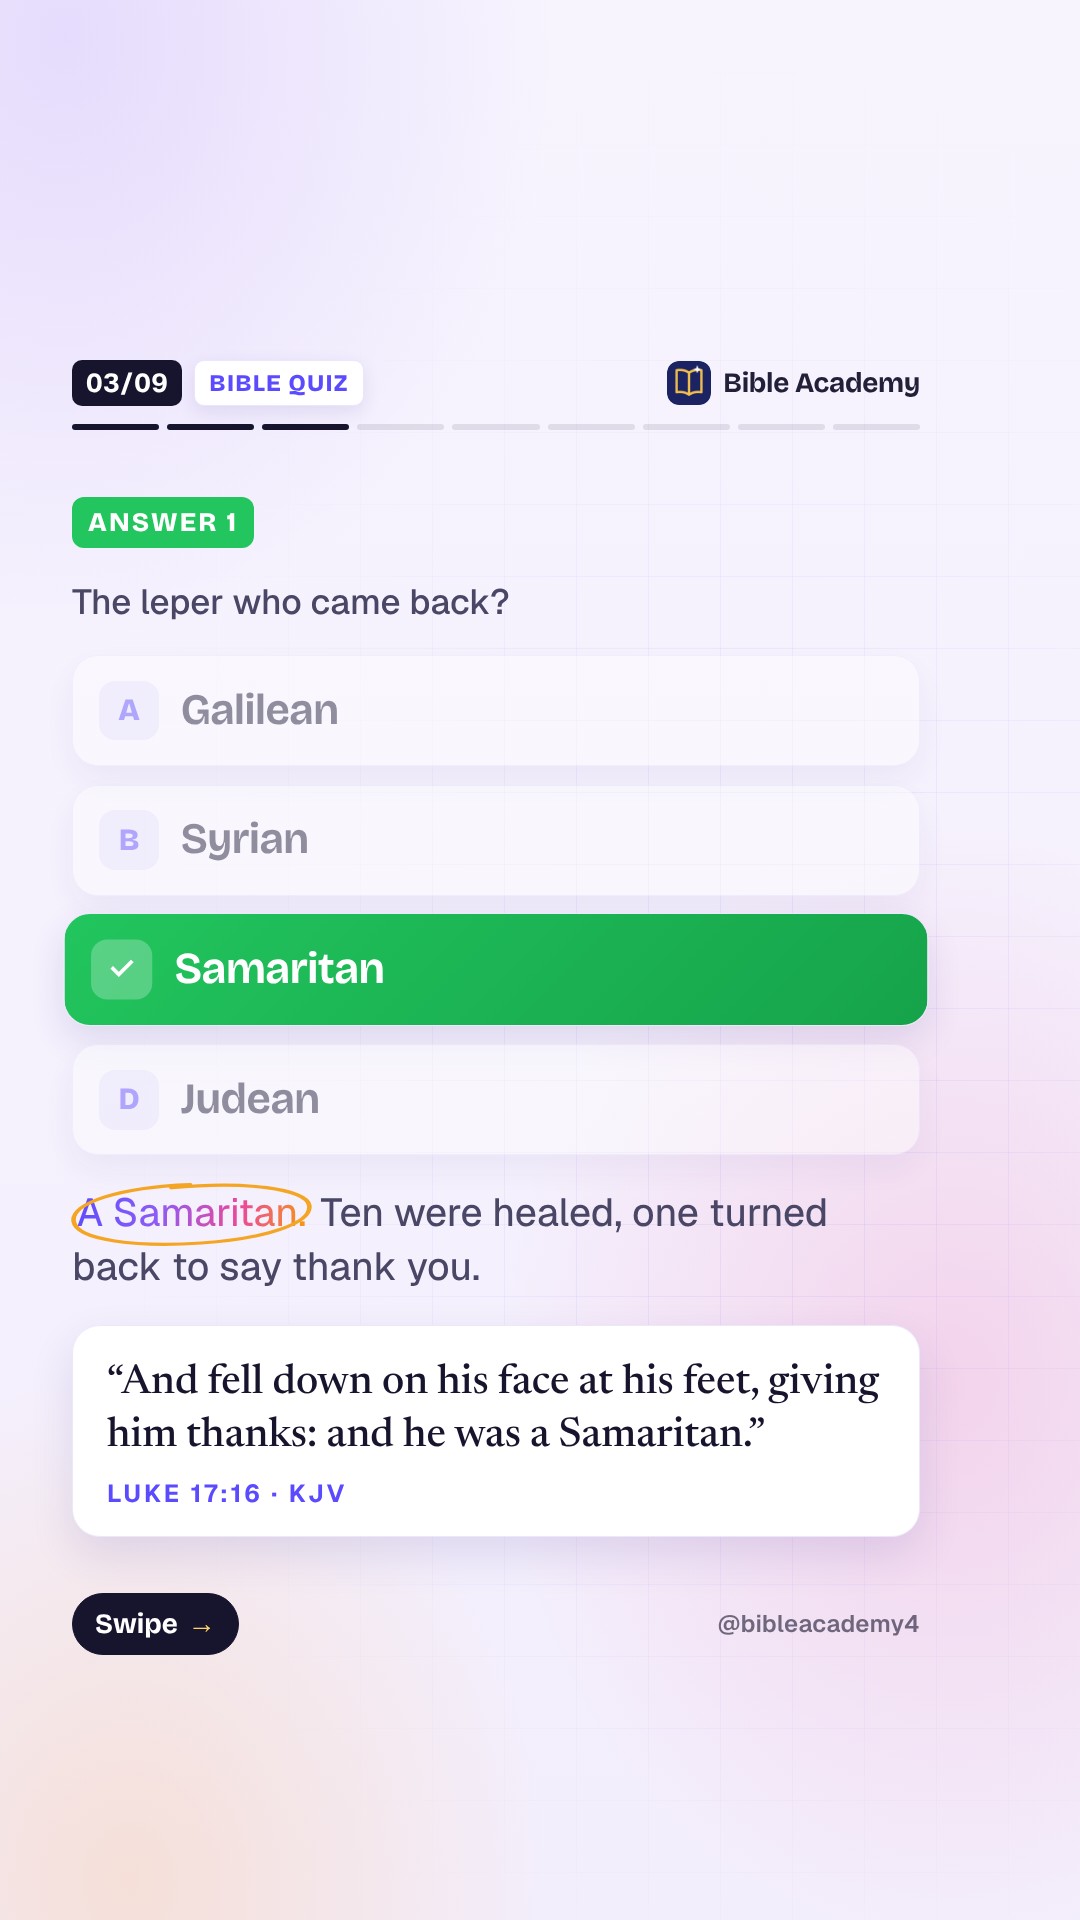 03/09 BIBLE QUIZ Bible Academy
ANSWER 1
The leper who came back?
A Galilean
B Syrian
Samaritan
D Judean
A Samaritan. Ten were healed, one turned
back to say thank you.
“And fell down on his face at his feet, giving
him thanks: and he was a Samaritan.”
LUKE 17:16 · KJV
Swipe →
@bibleacademy4